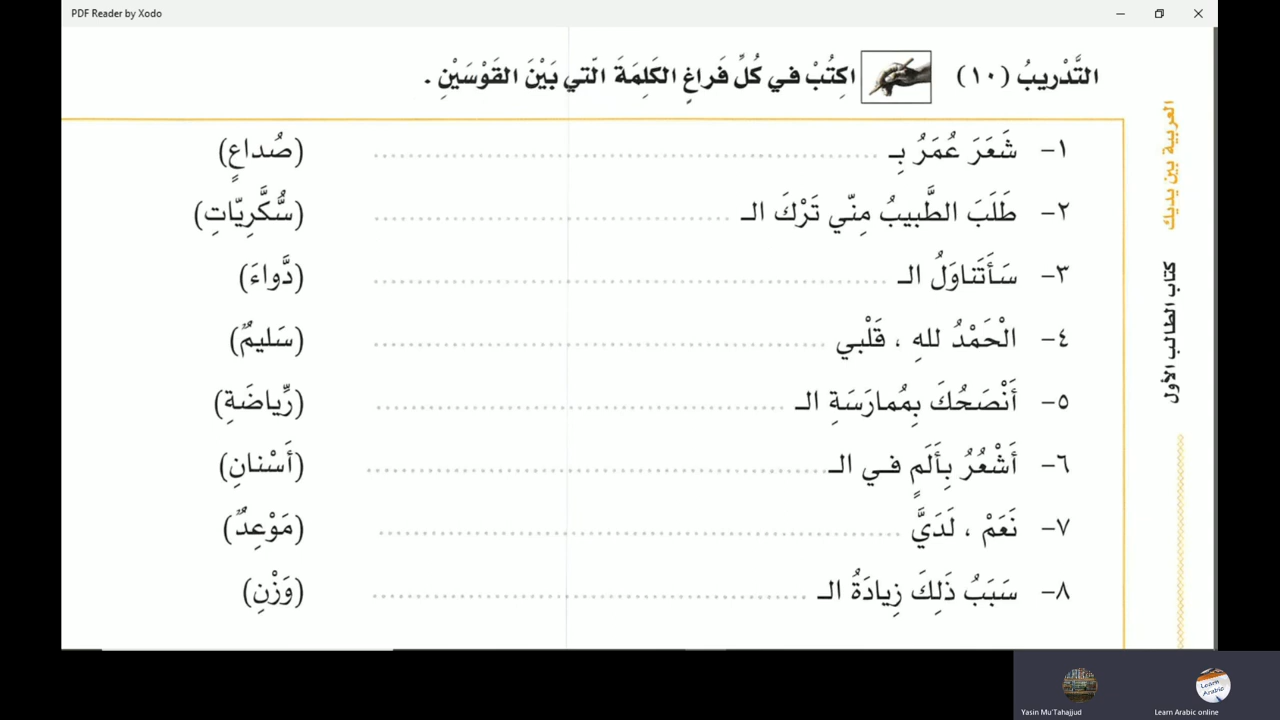 PDF Reader by Xodo
التَّدْريبُ (١٠) اكِتُبْ في كُلِّ فَراغٍ الكَلِمَةَ الّتي بَيْنَ القَوْسَيْنِ .
١- شَعَرَ عُمَرُ بِـ ........................ (صُداعٍ)
٢- طَلَبَ الطَّبيبُ مِنّي تَرْكَ الـ ........................ (سُّكَّرِيّاتِ)
٣- سَأَتَناوَلُ الـ ........................ (دَّواءَ)
٤- الْحَمْدُ للهِ ، قَلْبي ........................ (سَليمٌ)
٥- أَنْصَحُكَ بِمُمارَسَةِ الـ ........................ (رِّياضَةِ)
٦- أَشْعُرُ بِأَلَمٍ في الـ ........................ (أَسْنانِ)
٧- نَعَمْ ، لَدَيَّ ........................ (مَوْعِدٌ)
٨- سَبَبُ ذَلِكَ زِيادَةُ الـ ........................ (وَزْنِ)
العربية بين يديك
كتاب الطالب الأول
Learn Arabic
Yasin Mu'Tahajjud
Learn Arabic online